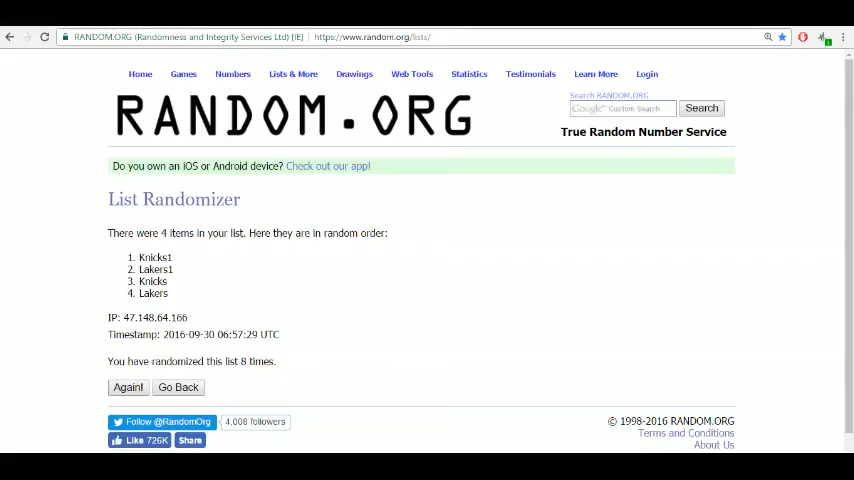 RANDOM.ORG (Randomness and Integrity Services Ltd) [IE] https://www.random.org/lists/
Home Games Numbers Lists & More Drawings Web Tools Statistics Testimonials Learn More Login
RANDOM.ORG
Search RANDOM.ORG
Google™ Custom Search Search
True Random Number Service
Do you own an iOS or Android device? Check out our app!
List Randomizer
There were 4 items in your list. Here they are in random order:
1. Knicks1
2. Lakers1
3. Knicks
4. Lakers
IP: 47.148.64.166
Timestamp: 2016-09-30 06:57:29 UTC
You have randomized this list 8 times.
Again! Go Back
Follow @RandomOrg 4,008 followers
Like 726K Share
© 1998-2016 RANDOM.ORG
Terms and Conditions
About Us
1